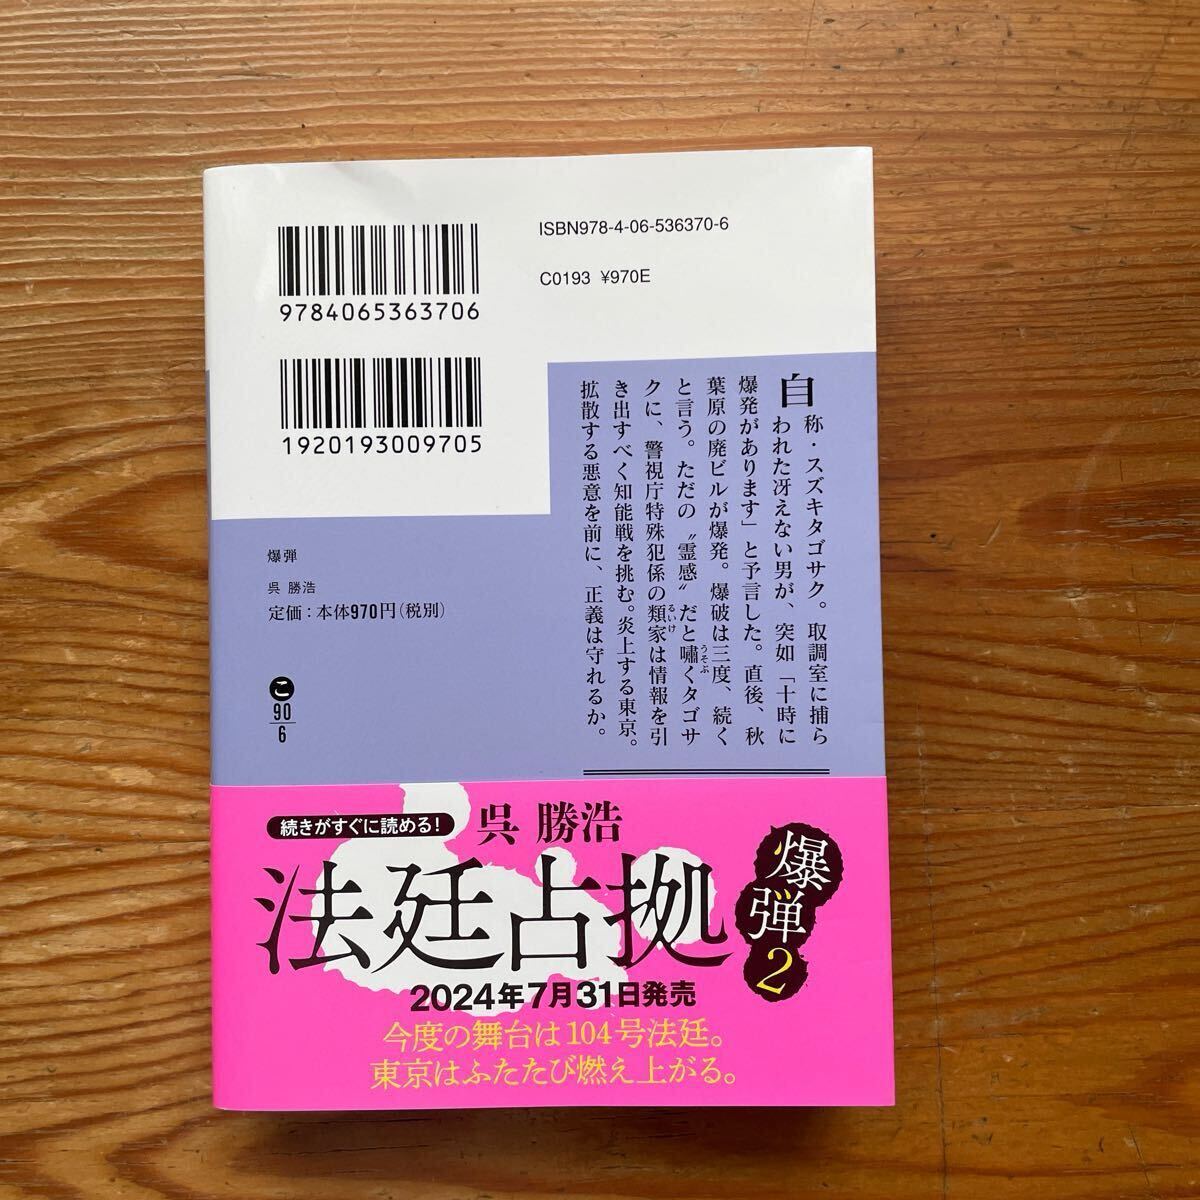 ISBN978-4-06-536370-6
C0193 ¥970E
9784065363706
1920193009705
自称・スズキタゴサク。取調室に捕ら
われた冴えない男が、突如「十時に
爆発があります」と予言した。直後、秋
葉原の廃ビルが爆発。爆破は三度、続く
と言う。ただの〝霊感〟だと嘯くタゴサ
うそぶ
クに、警視庁特殊犯係の類家は情報を引
るいけ
き出すべく知能戦を挑む。炎上する東京。
拡散する悪意を前に、正義は守れるか。
爆弾
呉 勝浩
定価:本体970円(税別)
こ
90
6
続きがすぐに読める!
呉 勝浩
法廷占拠
爆弾2
2024年7月31日発売
今度の舞台は104号法廷。
東京はふたたび燃え上がる。